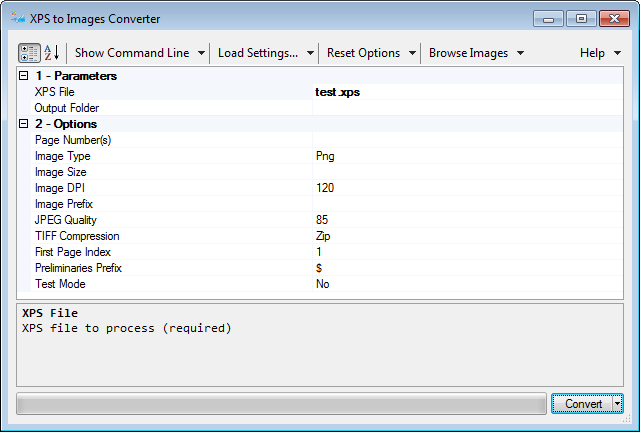 XPS to Images Converter
Show Command Line Load Settings... Reset Options Browse Images Help
1 - Parameters
XPS File test.xps
Output Folder
2 - Options
Page Number(s)
Image Type Png
Image Size
Image DPI 120
Image Prefix
JPEG Quality 85
TIFF Compression Zip
First Page Index 1
Preliminaries Prefix $
Test Mode No
XPS File
XPS file to process (required)
Convert